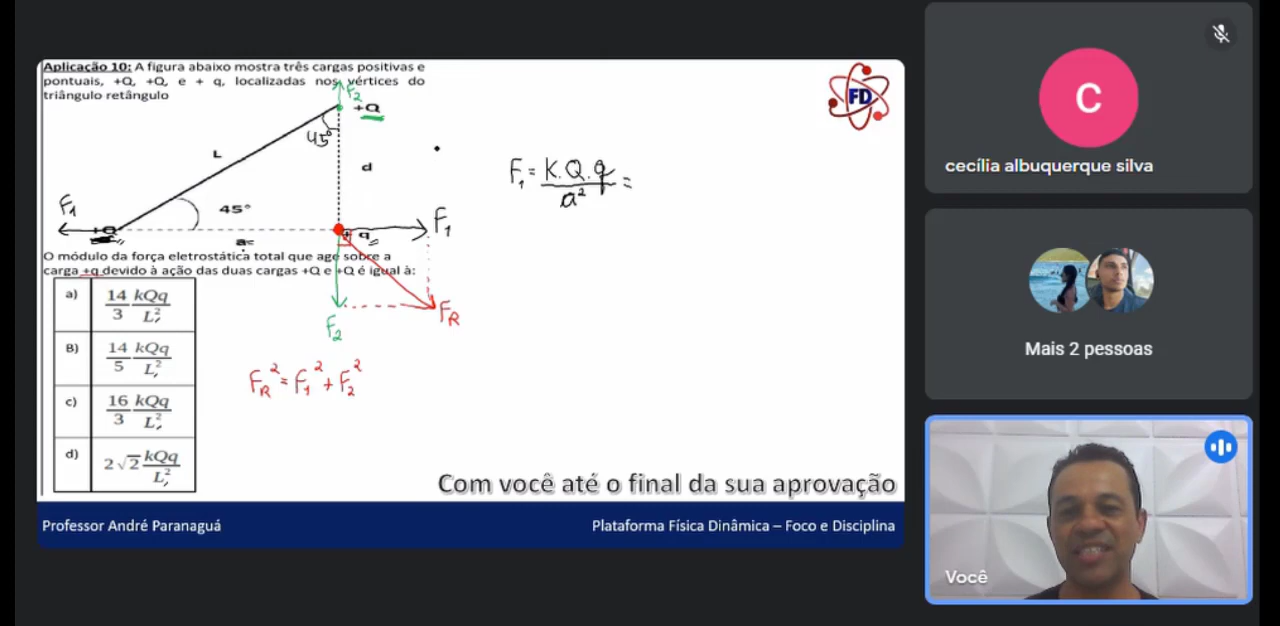 Aplicação 10: A figura abaixo mostra três cargas positivas e
pontuais, +Q, +Q, e + q, localizadas nos vértices do
triângulo retângulo
F2
+Q
45°
L
d
F1
+Q
45°
a
q
F1
O módulo da força eletrostática total que age sobre a
carga +q devido à ação das duas cargas +Q e +Q é igual à:
a) 14/3 kQq/L²
B) 14/5 kQq/L²
c) 16/3 kQq/L²
d) 2√2 kQq/L²
F2
FR
FR² = F1² + F2²
F1 = K.Q.q/a² =
FD
Com você até o final da sua aprovação
Professor André Paranaguá
Plataforma Física Dinâmica – Foco e Disciplina
C
cecília albuquerque silva
Mais 2 pessoas
Você